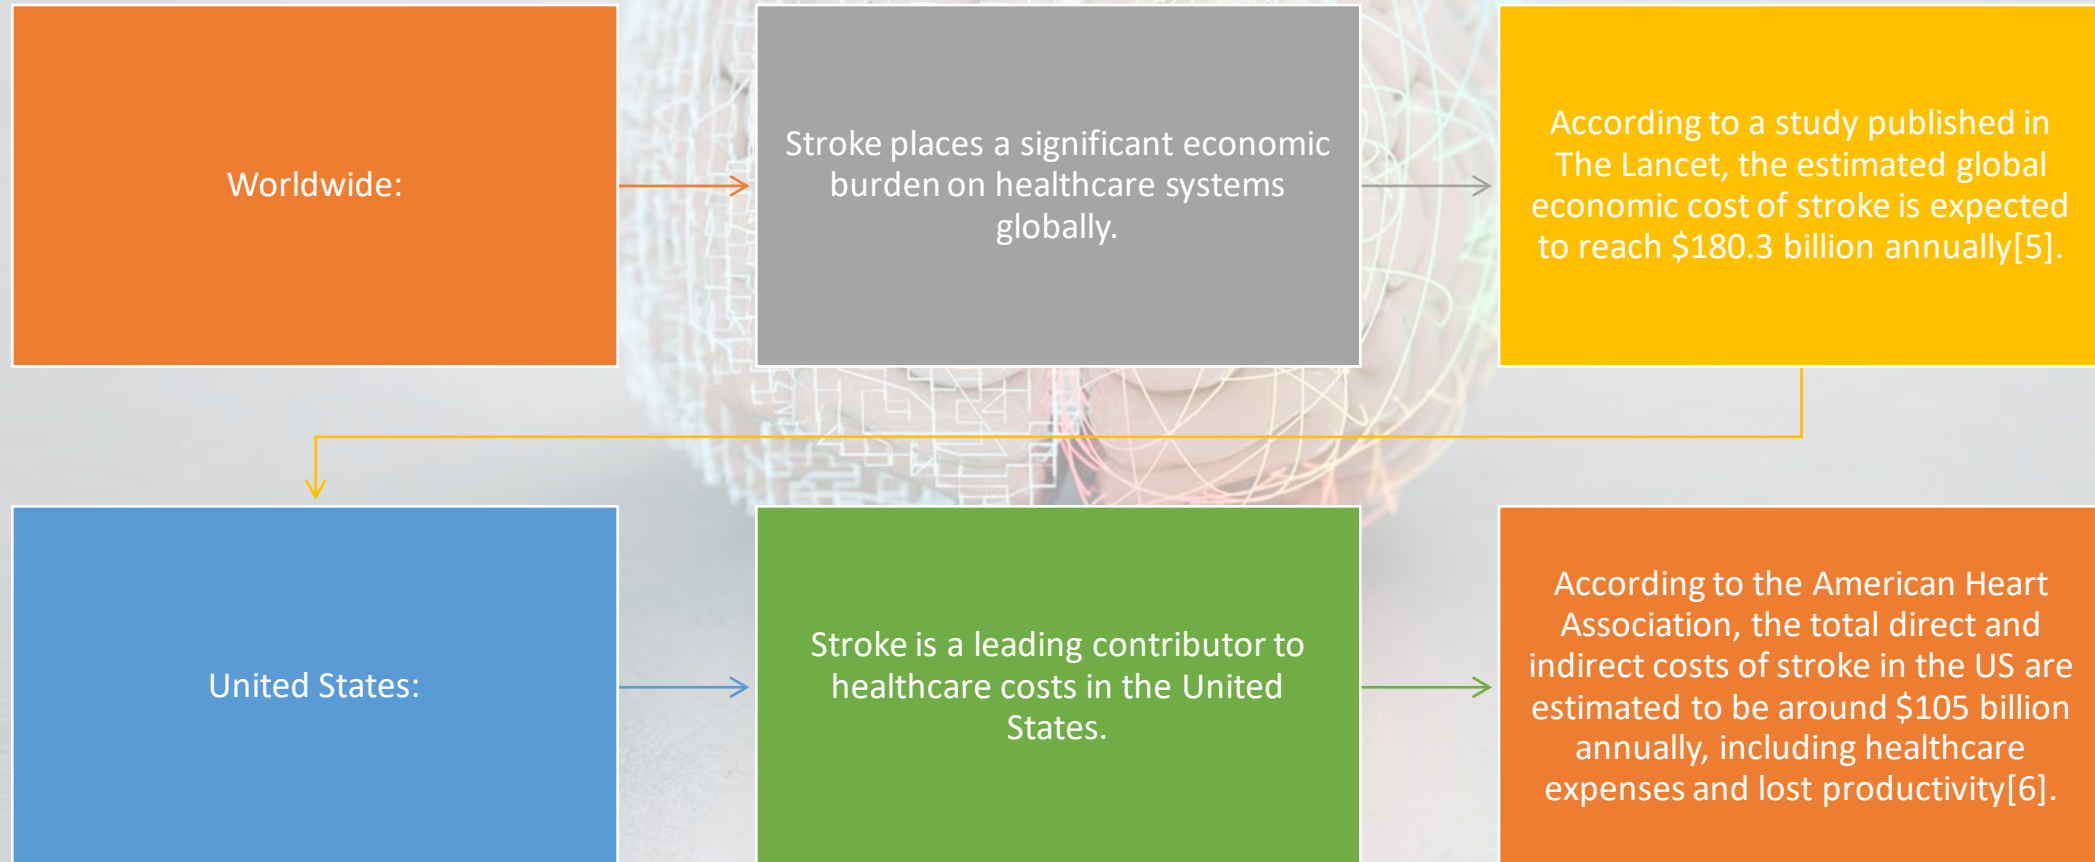 Worldwide:
Stroke places a significant economic
burden on healthcare systems
globally.
According to a study published in
The Lancet, the estimated global
economic cost of stroke is expected
to reach $180.3 billion annually[5].
United States:
Stroke is a leading contributor to
healthcare costs in the United
States.
According to the American Heart
Association, the total direct and
indirect costs of stroke in the US are
estimated to be around $105 billion
annually, including healthcare
expenses and lost productivity[6].